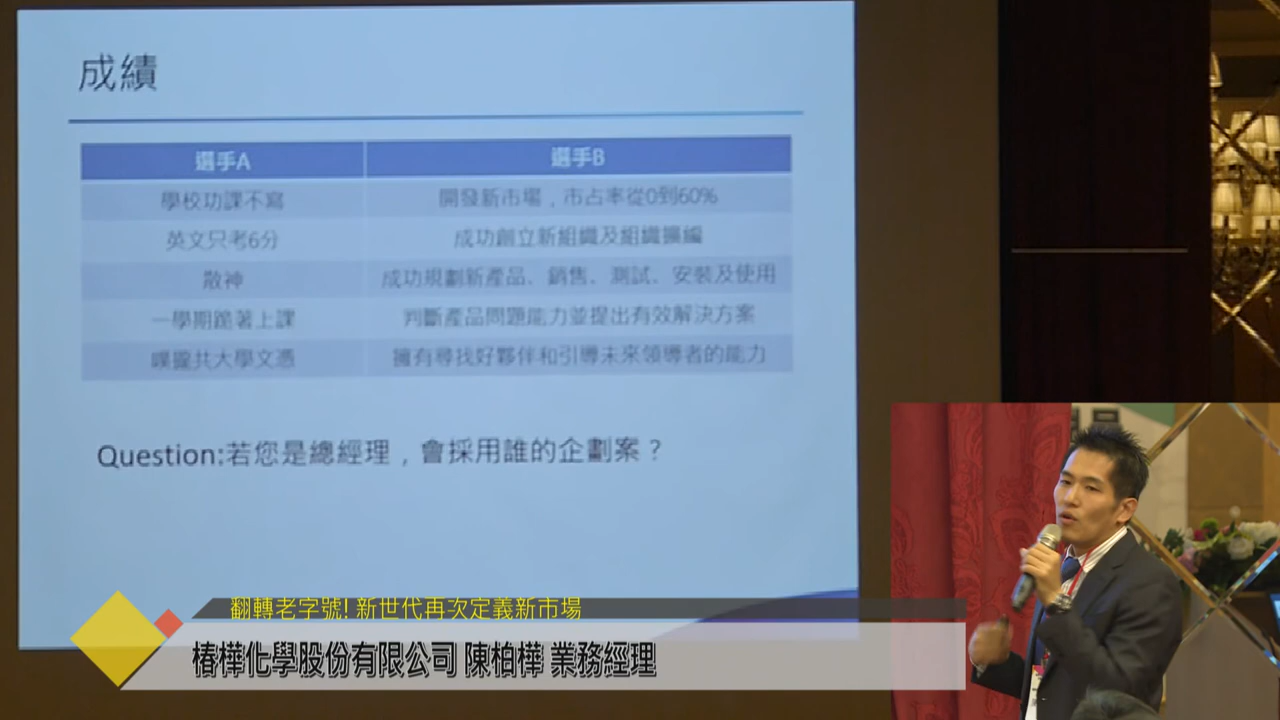 成績
選手A 選手B
學校功課不寫 開發新市場，市占率從0到60%
英文只考6分 成功創立新組織及組織擴編
散神 成功規劃新產品、銷售、測試、安裝及使用
一學期跪著上課 判斷產品問題能力並提出有效解決方案
大學文憑 擁有尋找好夥伴和引導未來領導者的能力
Question:若您是總經理，會採用誰的企劃案？
翻轉老字號! 新世代再次定義新市場
椿樺化學股份有限公司 陳柏樺 業務經理